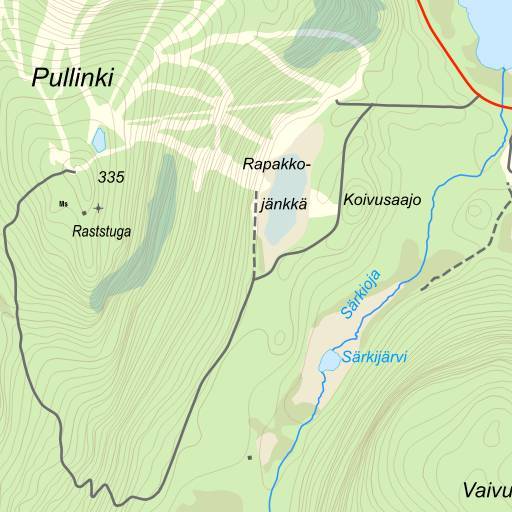 Pullinki
Rapakko-
jänkkä
335
Ms
Koivusaajo
Raststuga
Särkioja
Särkijärvi
Vaivu